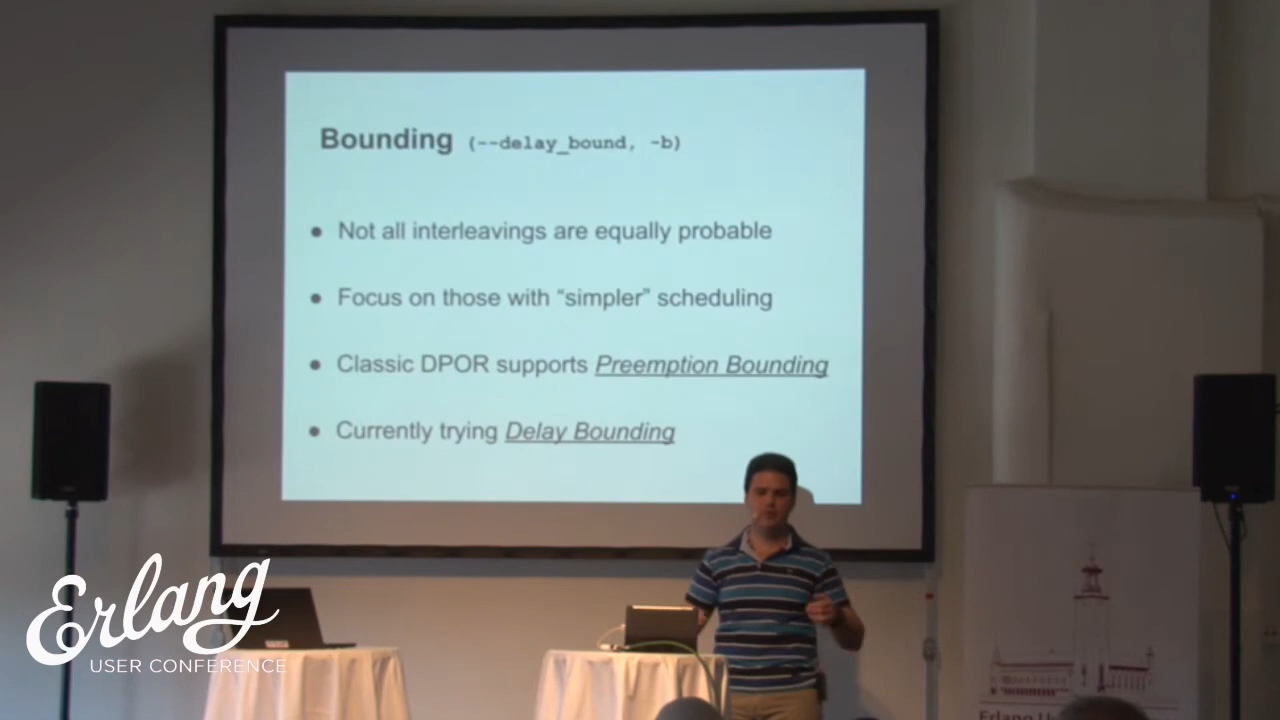 Bounding (--delay_bound, -b)
● Not all interleavings are equally probable
● Focus on those with “simpler” scheduling
● Classic DPOR supports Preemption Bounding
● Currently trying Delay Bounding
Erlang
USER CONFERENCE
Erlang